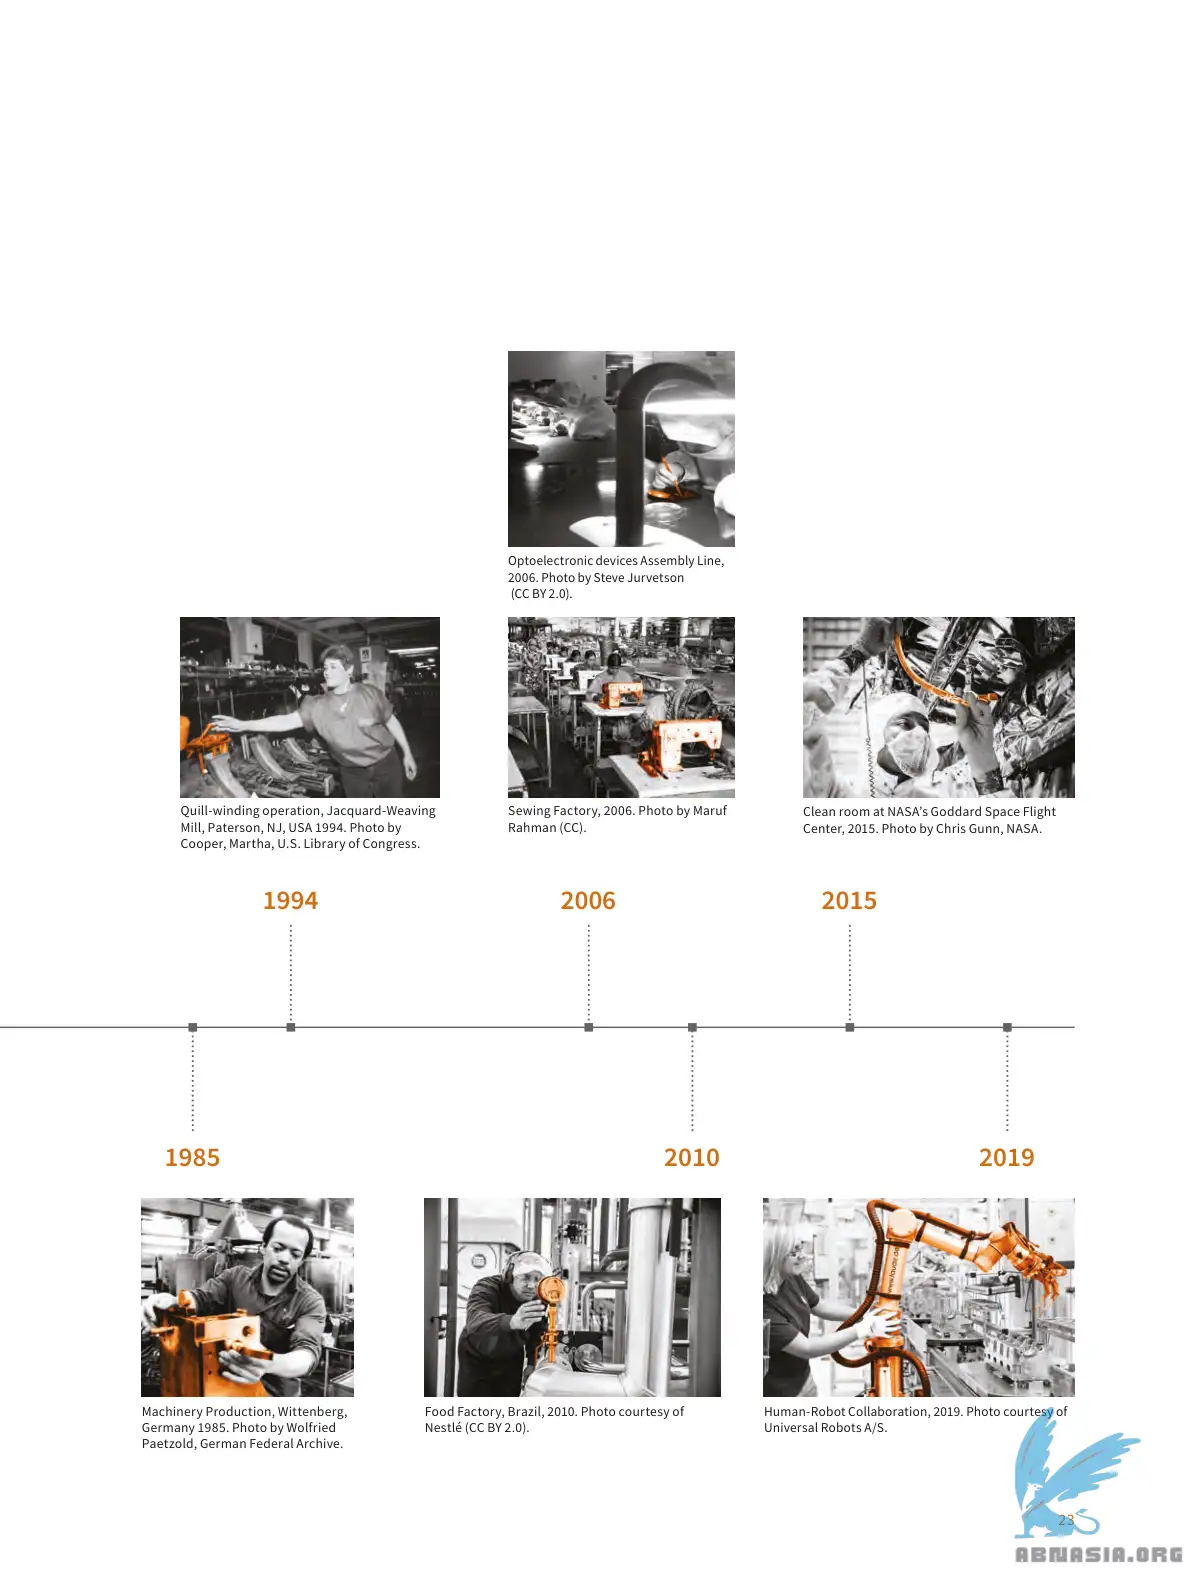 Optoelectronic devices Assembly Line,
2006. Photo by Steve Jurvetson
(CC BY 2.0).
Quill-winding operation, Jacquard-Weaving
Mill, Paterson, NJ, USA 1994. Photo by
Cooper, Martha, U.S. Library of Congress.
Sewing Factory, 2006. Photo by Maruf
Rahman (CC).
Clean room at NASA's Goddard Space Flight
Center, 2015. Photo by Chris Gunn, NASA.
1994
2006
2015
1985
2010
2019
Machinery Production, Wittenberg,
Germany 1985. Photo by Wolfried
Paetzold, German Federal Archive.
Food Factory, Brazil, 2010. Photo courtesy of
Nestlé (CC BY 2.0).
Human-Robot Collaboration, 2019. Photo courtesy of
Universal Robots A/S.
23
ABNASIA.ORG